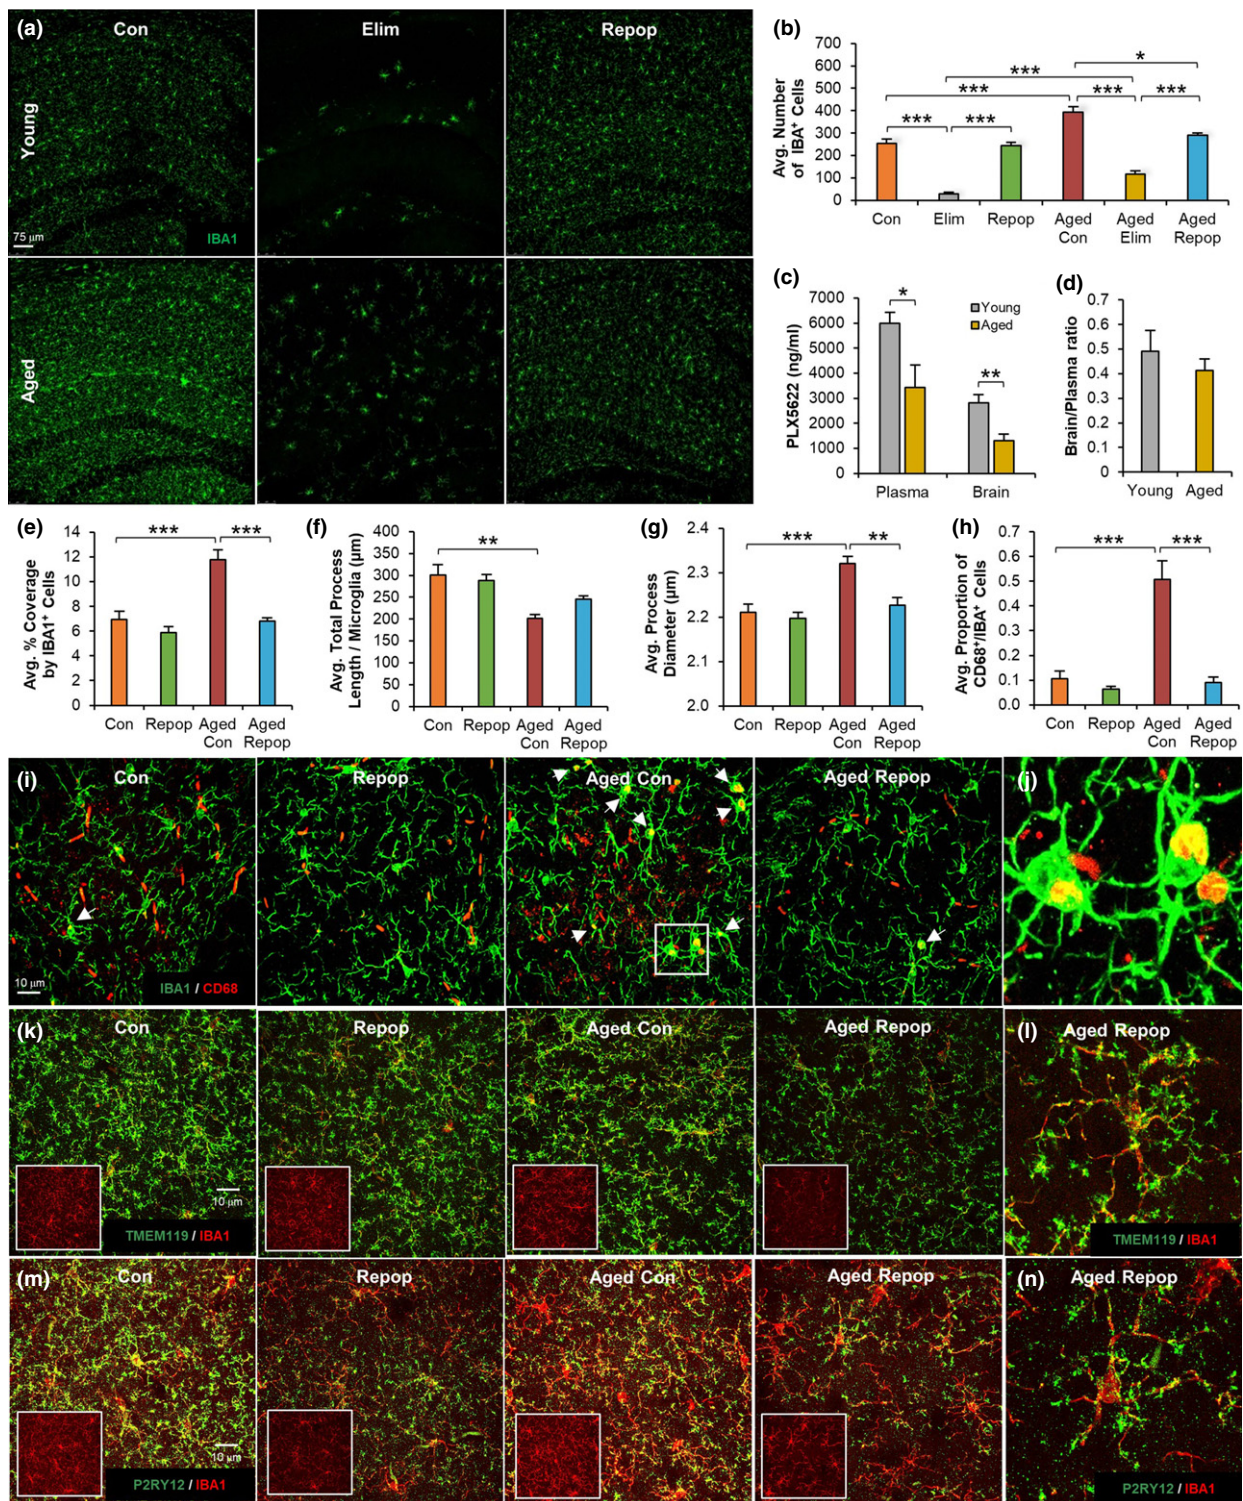 (a)
Con
Elim
Repop
Young
75 μm
IBA1
Aged
(b)
Avg. Number
of IBA⁺ Cells
700
600
500
400
300
200
100
0
***
***
***
***
*
***
***
Con
Elim
Repop
Aged
Con
Aged
Elim
Aged
Repop
(c)
PLX5622 (ng/ml)
7000
6000
5000
4000
3000
2000
1000
0
*
**
Young
Aged
Plasma
Brain
(d)
Brain/Plasma ratio
0.7
0.6
0.5
0.4
0.3
0.2
0.1
0
Young
Aged
(e)
Avg. % Coverage
by IBA1⁺ Cells
14
12
10
8
6
4
2
0
***
***
Con
Repop
Aged
Con
Aged
Repop
(f)
Avg. Total Process
Length / Microglia (μm)
400
350
300
250
200
150
100
50
0
**
Con
Repop
Aged
Con
Aged
Repop
(g)
Avg. Process
Diameter (μm)
2.4
2.3
2.2
2.1
2.0
***
**
Con
Repop
Aged
Con
Aged
Repop
(h)
Avg. Proportion of
CD68⁺/IBA⁺ Cells
0.7
0.6
0.5
0.4
0.3
0.2
0.1
0.0
***
***
Con
Repop
Aged
Con
Aged
Repop
(i)
Con
Repop
Aged Con
Aged Repop
(j)
10 μm
IBA1 / CD68
(k)
Con
Repop
Aged Con
Aged Repop
(l)
Aged Repop
10 μm
TMEM119 / IBA1
TMEM119 / IBA1
(m)
Con
Repop
Aged Con
Aged Repop
(n)
Aged Repop
10 μm
P2RY12 / IBA1
P2RY12 / IBA1